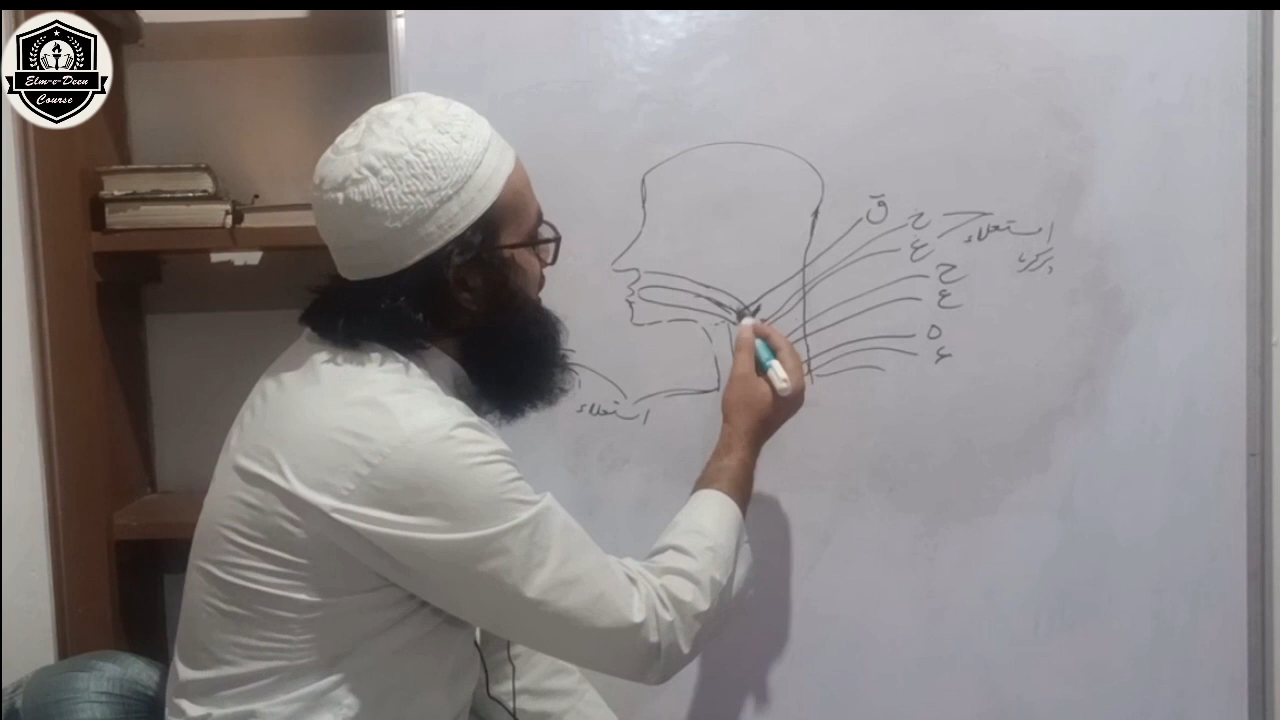 Elm-e-Deen
Course
ق
خ
غ
استعلاء
ح
ع
ه
ء
استعلاء